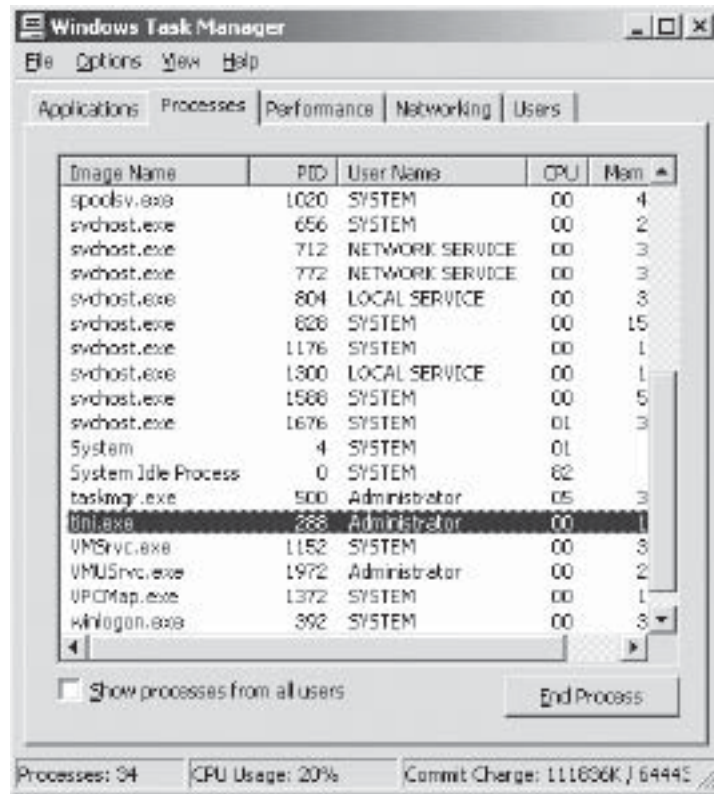 Windows Task Manager
File Options View Help
Applications Processes Performance Networking Users
Image Name PID User Name CPU Mem
spoolsv.exe 1020 SYSTEM 00 4
svchost.exe 656 SYSTEM 00 2
svchost.exe 712 NETWORK SERVICE 00 3
svchost.exe 772 NETWORK SERVICE 00 3
svchost.exe 804 LOCAL SERVICE 00 3
svchost.exe 828 SYSTEM 00 15
svchost.exe 1176 SYSTEM 00 1
svchost.exe 1300 LOCAL SERVICE 00 1
svchost.exe 1588 SYSTEM 00 5
svchost.exe 1676 SYSTEM 01 3
System 4 SYSTEM 01
System Idle Process 0 SYSTEM 82
taskmgr.exe 500 Administrator 05 3
tini.exe 288 Administrator 00 1
VMSrvc.exe 1152 SYSTEM 00 3
VMUSrvc.exe 1972 Administrator 00 2
VPCMap.exe 1372 SYSTEM 00 1
winlogon.exe 392 SYSTEM 00 3
Show processes from all users
End Process
Processes: 34 CPU Usage: 20% Commit Charge: 111836K /